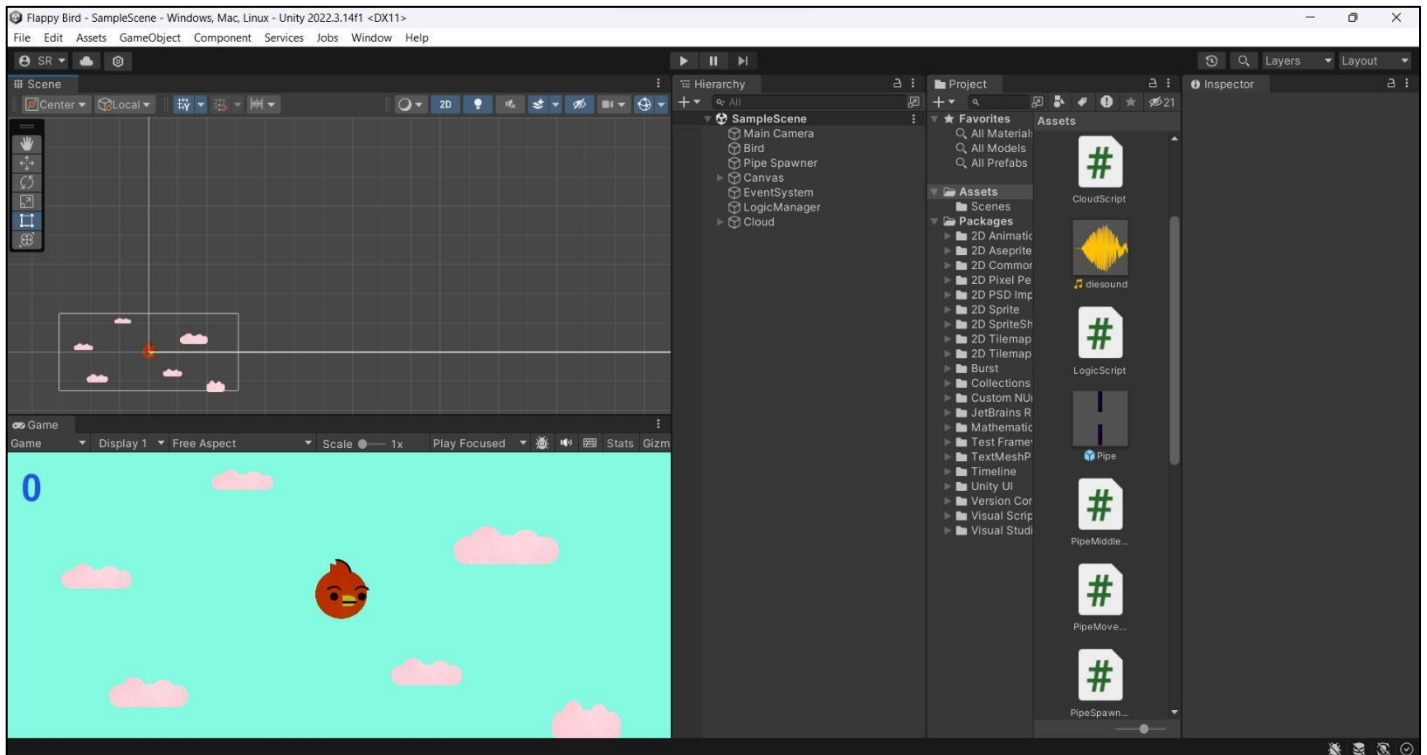 Flappy Bird - SampleScene - Windows, Mac, Linux - Unity 2022.3.14f1 <DX11>
File Edit Assets GameObject Component Services Jobs Window Help
SR Layers Layout
Scene
Center Local 2D
Hierarchy
All
SampleScene
Main Camera
Bird
Pipe Spawner
Canvas
EventSystem
LogicManager
Cloud
Project
21
Favorites
All Material
All Models
All Prefabs
Assets
Scenes
Packages
2D Animatic
2D Aseprite
2D Common
2D Pixel Pe
2D PSD Imp
2D Sprite
2D SpriteSh
2D Tilemap
2D Tilemap
Burst
Collections
Custom NU
JetBrains R
Mathematic
Test Framew
TextMeshP
Timeline
Unity UI
Version Cor
Visual Scrip
Visual Studi
Assets
#
CloudScript
diesound
#
LogicScript
Pipe
#
PipeMiddle...
#
PipeMove...
#
PipeSpawn...
Inspector
Game
Game Display 1 Free Aspect Scale 1x Play Focused Stats Gizm
0